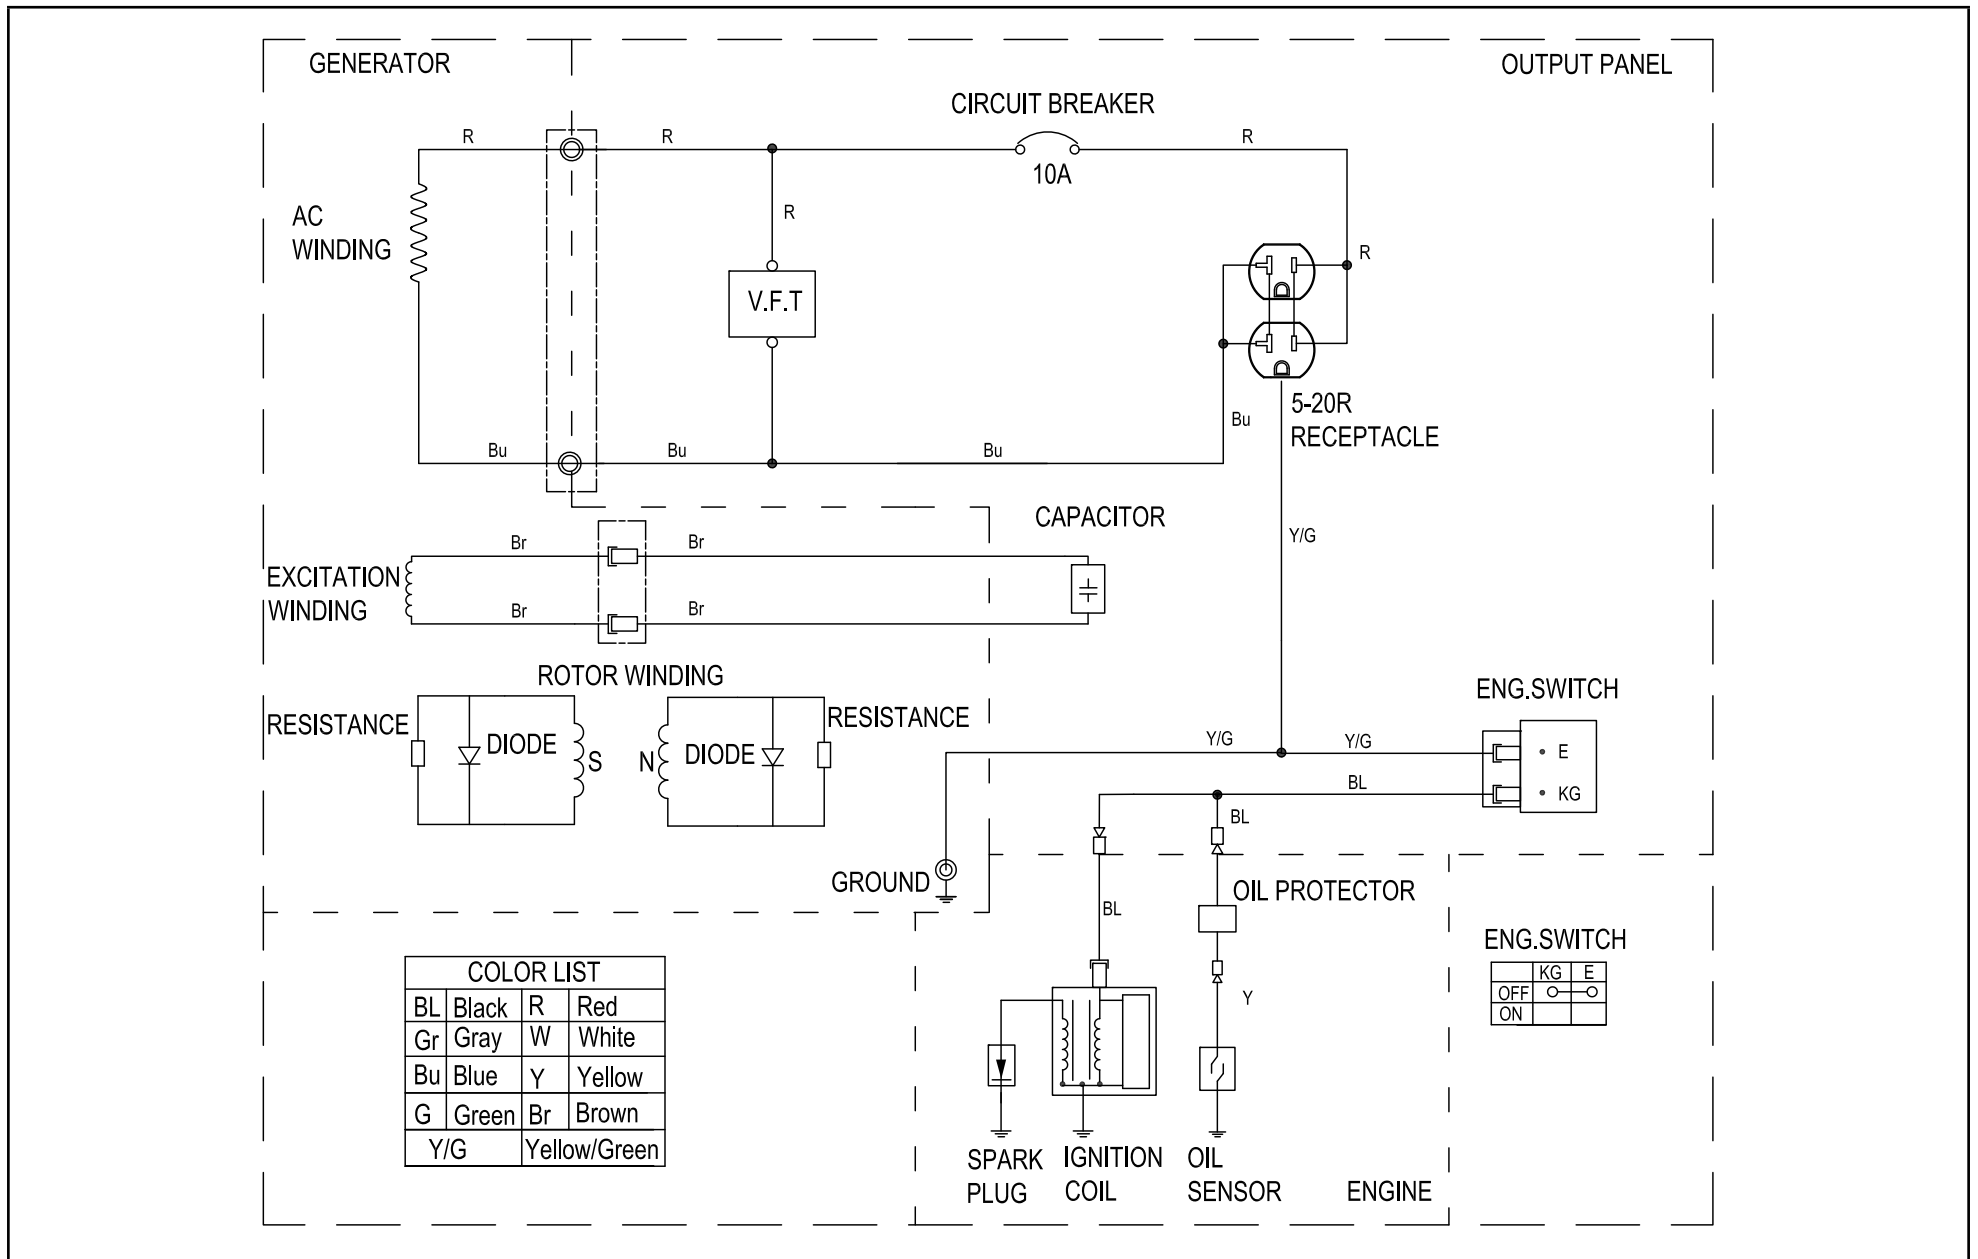 GENERATOR
OUTPUT PANEL
CIRCUIT BREAKER
R
R
R
10A
AC
WINDING
R
R
V.F.T
5-20R
RECEPTACLE
Bu
Bu
Bu
Bu
CAPACITOR
Y/G
Br
Br
EXCITATION
WINDING
Br
Br
ROTOR WINDING
ENG.SWITCH
RESISTANCE
DIODE
S
N
DIODE
RESISTANCE
Y/G
Y/G
E
BL
KG
BL
GROUND
OIL PROTECTOR
BL
ENG.SWITCH
KG E
OFF
ON
COLOR LIST
BL Black R Red
Gr Gray W White
Bu Blue Y Yellow
G Green Br Brown
Y/G Yellow/Green
Y
SPARK
PLUG
IGNITION
COIL
OIL
SENSOR
ENGINE